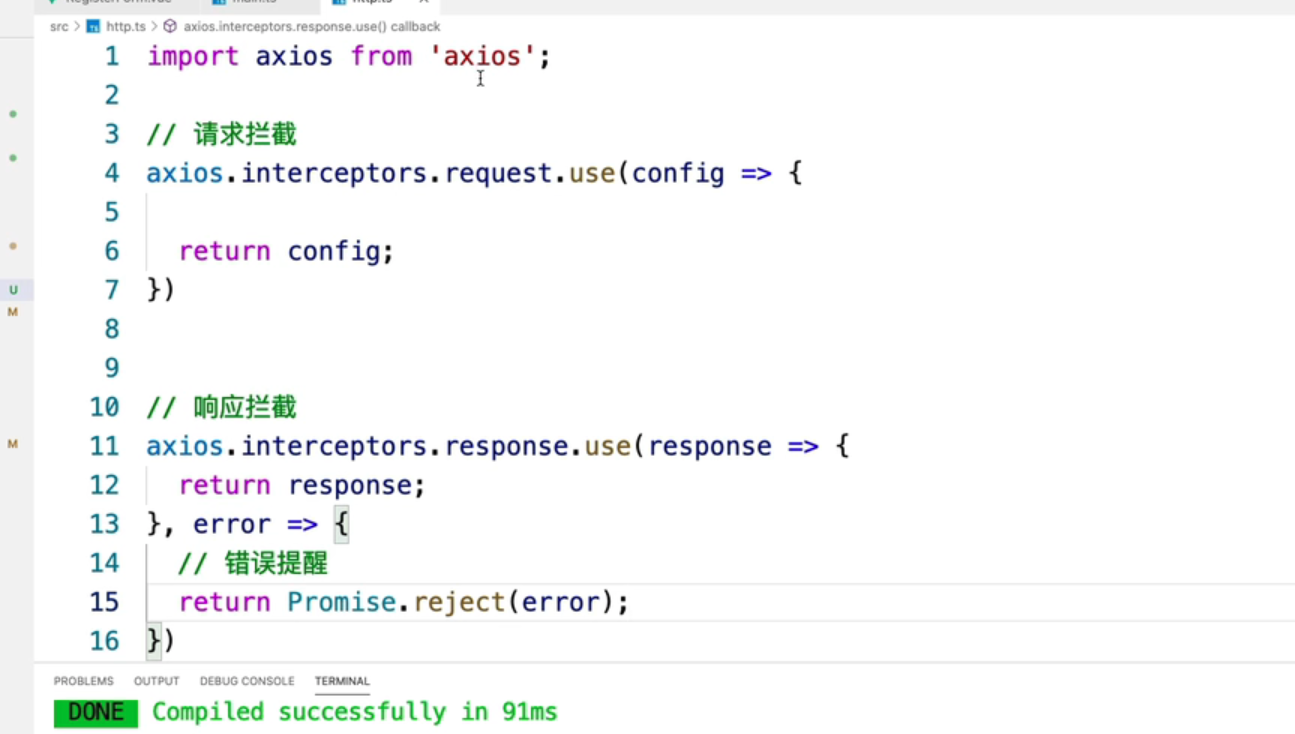 http.ts
src > http.ts > axios.interceptors.response.use() callback
1 import axios from 'axios';
2
3 // 请求拦截
4 axios.interceptors.request.use(config => {
5
6 return config;
7 })
8
9
10 // 响应拦截
11 axios.interceptors.response.use(response => {
12 return response;
13 }, error => {
14 // 错误提醒
15 return Promise.reject(error);
16 })
U
M
M
PROBLEMS OUTPUT DEBUG CONSOLE TERMINAL
DONE Compiled successfully in 91ms